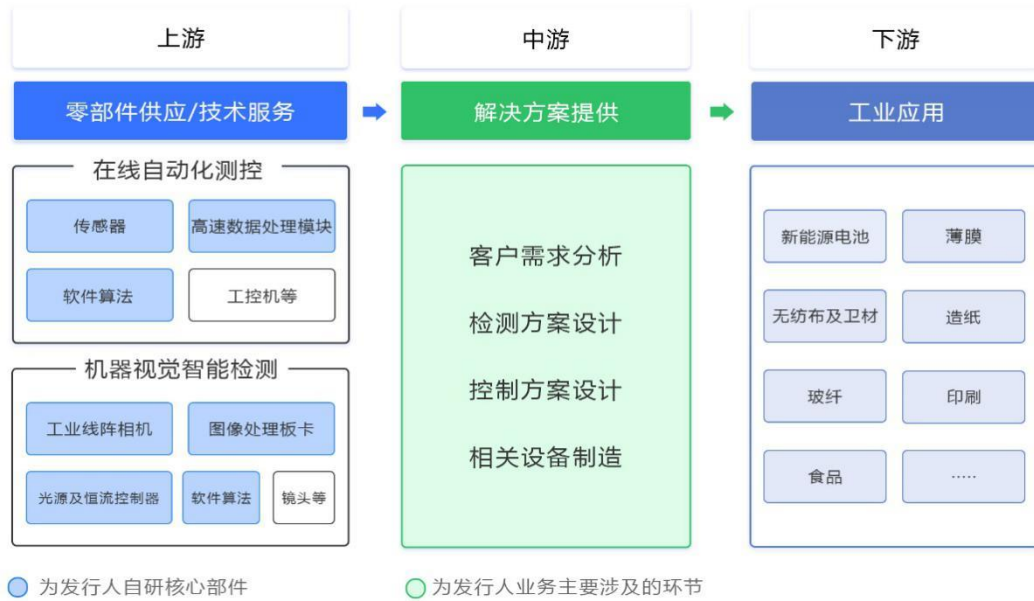 上游
中游
下游
零部件供应/技术服务
解决方案提供
工业应用
在线自动化测控
传感器
高速数据处理模块
软件算法
工控机等
机器视觉智能检测
工业线阵相机
图像处理板卡
光源及恒流控制器
软件算法
镜头等
客户需求分析
检测方案设计
控制方案设计
相关设备制造
新能源电池
薄膜
无纺布及卫材
造纸
玻纤
印刷
食品
·····
为发行人自研核心部件
为发行人业务主要涉及的环节